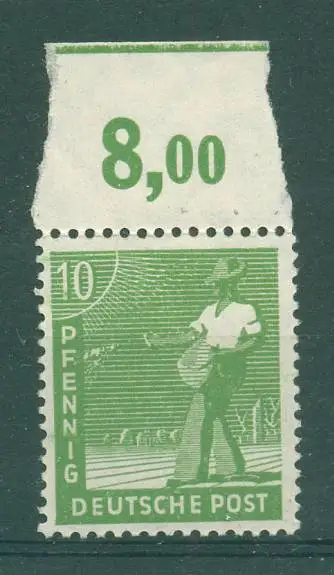 8,00
10
PFENNIG
DEUTSCHE POST